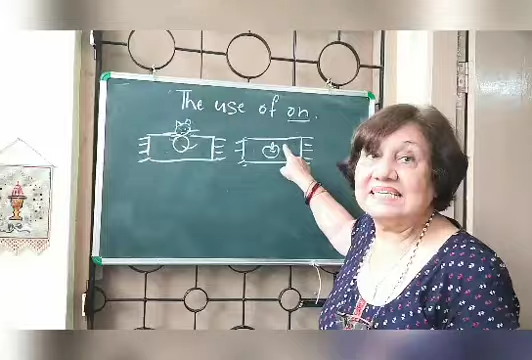 The use of on.